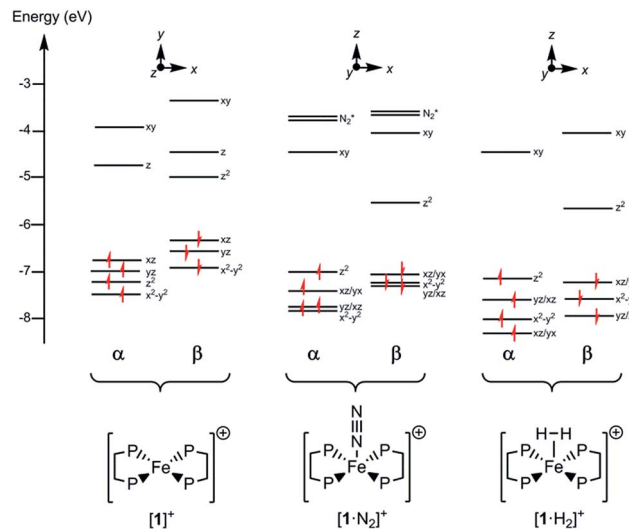 Energy (eV)
y
z x
z
y x
z
y x
-3
-4
-5
-6
-7
-8
xy
z
xz
yz
z²
x²-y²
xy
z
z²
xz
yz
x²-y²
N₂*
xy
z²
xz/yx
yz/xz
x²-y²
N₂*
xy
z²
xz/yx
x²-y²
yz/xz
xy
z²
yz/xz
x²-y²
xz/yx
xy
z²
xz/
x²-y²
yz/
α β α β α β
P P
Fe
P P
⊕
[1]⁺
N
N
P P
Fe
P P
⊕
[1·N₂]⁺
H-H
P P
Fe
P P
⊕
[1·H₂]⁺